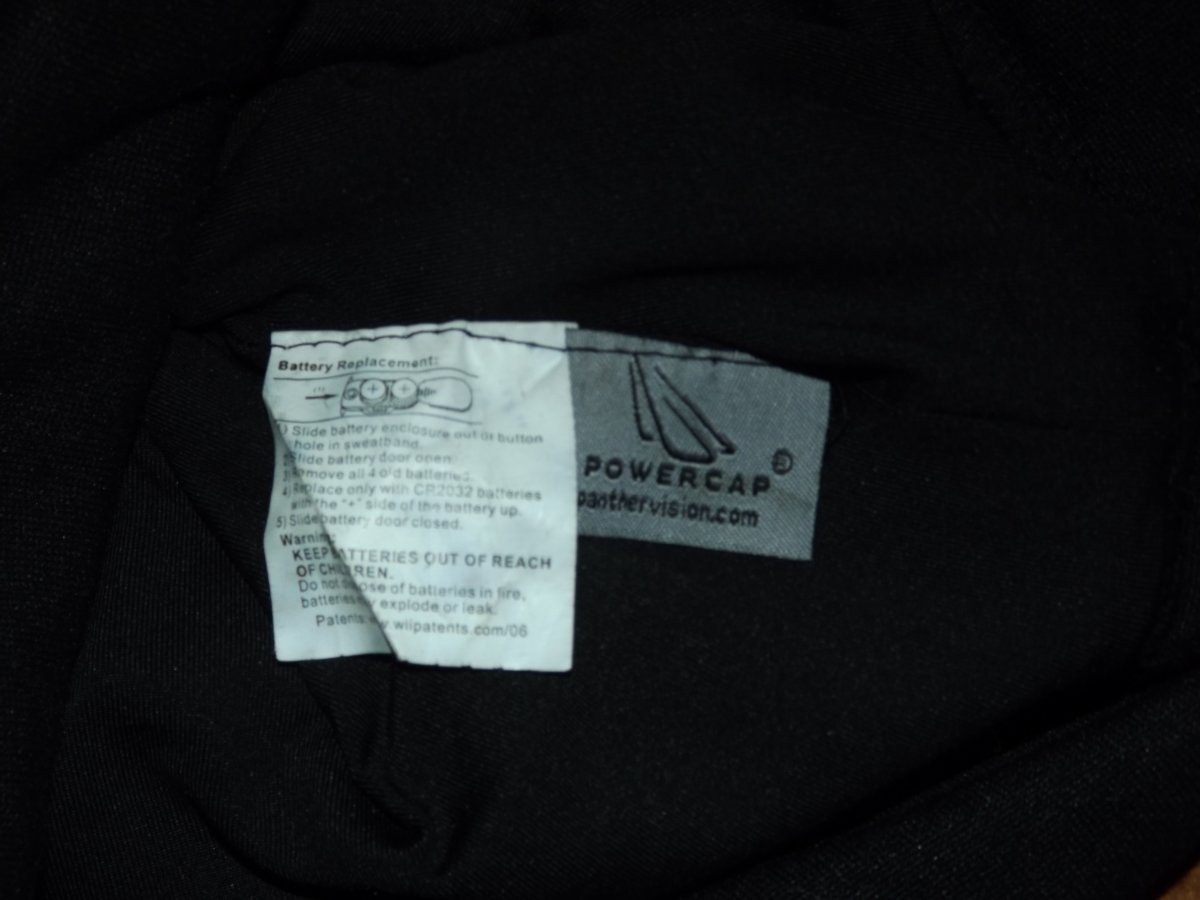 Battery Replacement:
1) Slide battery enclosure out of button
hole in sweatband.
2) Slide battery door open.
3) Remove all 4 old batteries.
4) Replace only with CR2032 batteries
with the "+" side of the battery up.
5) Slide battery door closed.
Warning
KEEP BATTERIES OUT OF REACH
OF CHILDREN.
Do not of batteries in fire,
batteries explode or leak.
Patents: wiipatents.com/06
POWERCAP®
panthervision.com